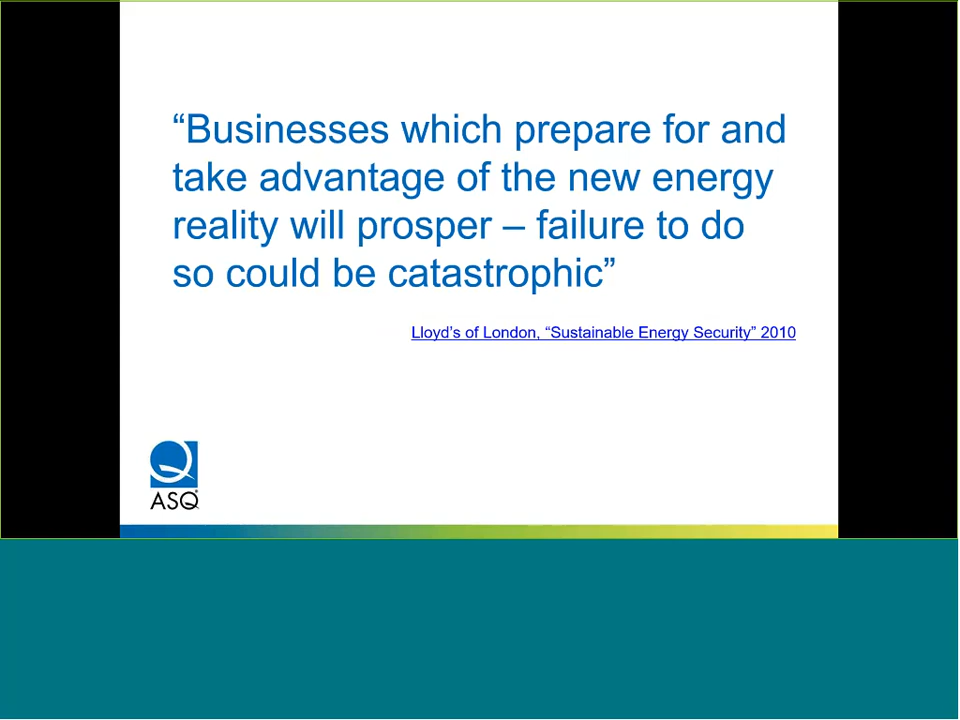 “Businesses which prepare for and
take advantage of the new energy
reality will prosper – failure to do
so could be catastrophic”
Lloyd’s of London, “Sustainable Energy Security” 2010
ASQ